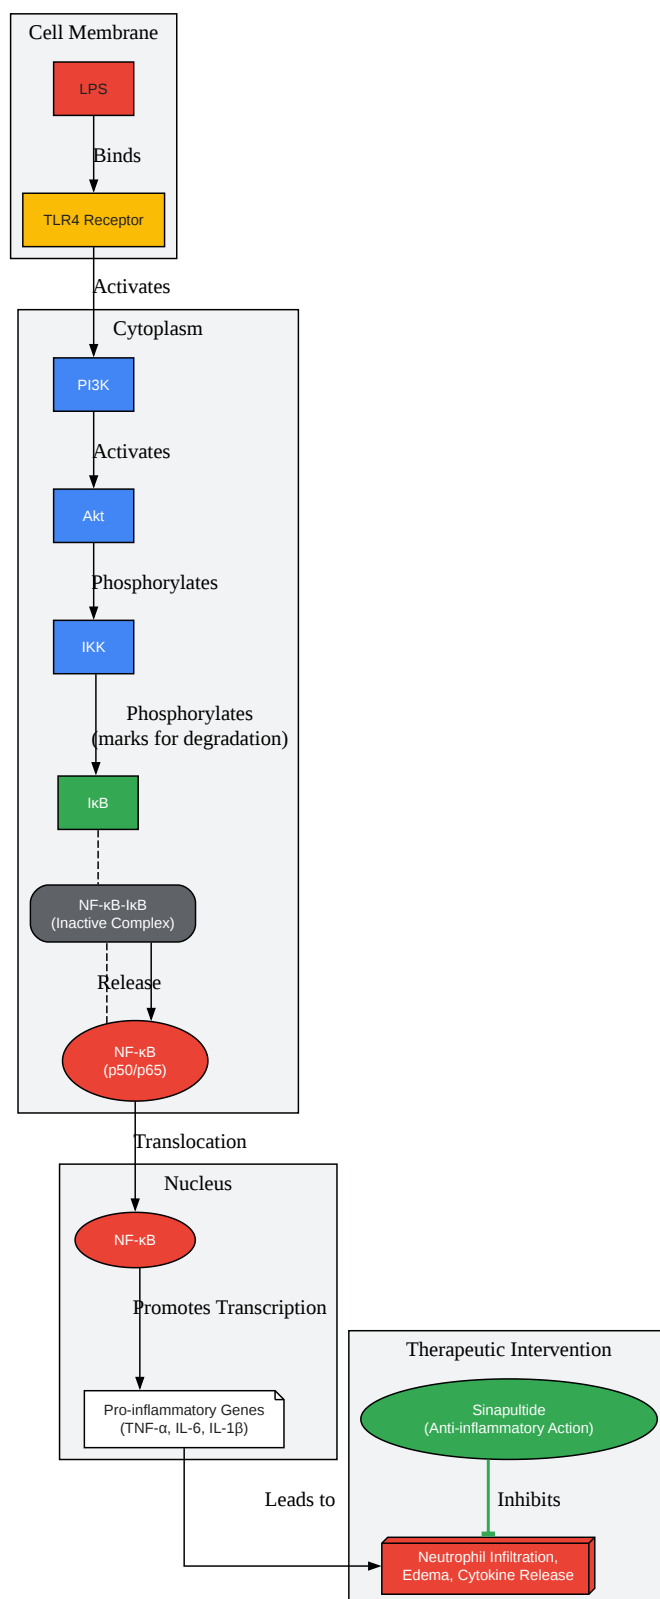 Cell Membrane
LPS
Binds
TLR4 Receptor
Activates
Cytoplasm
PI3K
Activates
Akt
Phosphorylates
IKK
Phosphorylates
(marks for degradation)
IκB
NF-κB-IκB
(Inactive Complex)
Release
NF-κB
(p50/p65)
Translocation
Nucleus
NF-κB
Promotes Transcription
Pro-inflammatory Genes
(TNF-α, IL-6, IL-1β)
Therapeutic Intervention
Sinapultide
(Anti-inflammatory Action)
Leads to
Inhibits
Neutrophil Infiltration,
Edema, Cytokine Release